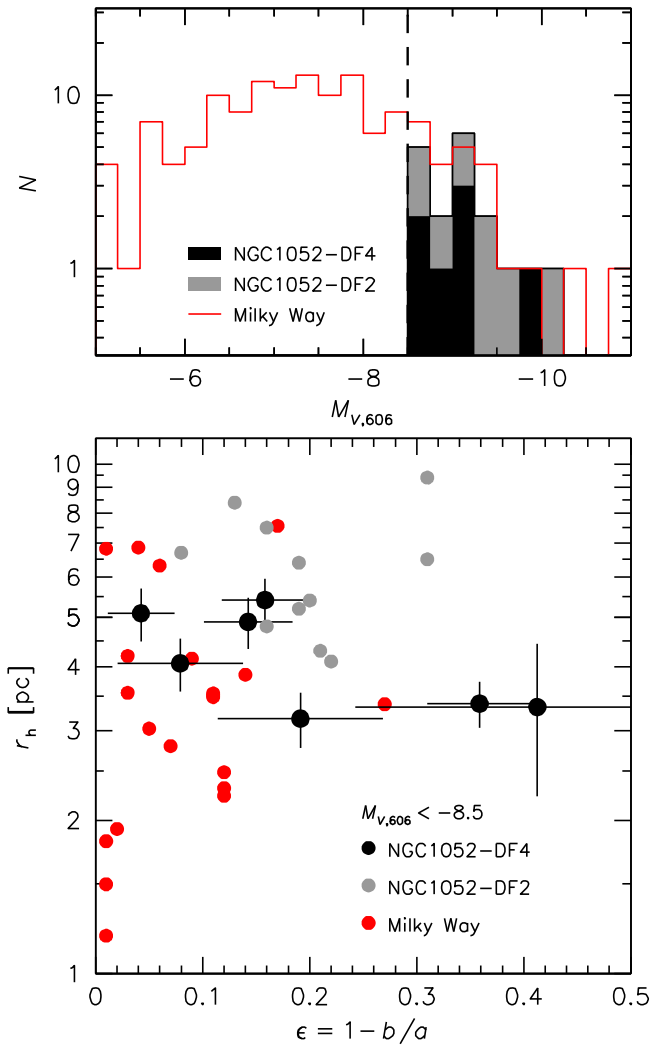 10
1
N
NGC1052-DF4
NGC1052-DF2
Milky Way
-6 -8 -10
M_V,606
10
9
8
7
6
5
4
3
2
1
r_h [pc]
M_V,606 < -8.5
NGC1052-DF4
NGC1052-DF2
Milky Way
0 0.1 0.2 0.3 0.4 0.5
ϵ = 1 - b/a